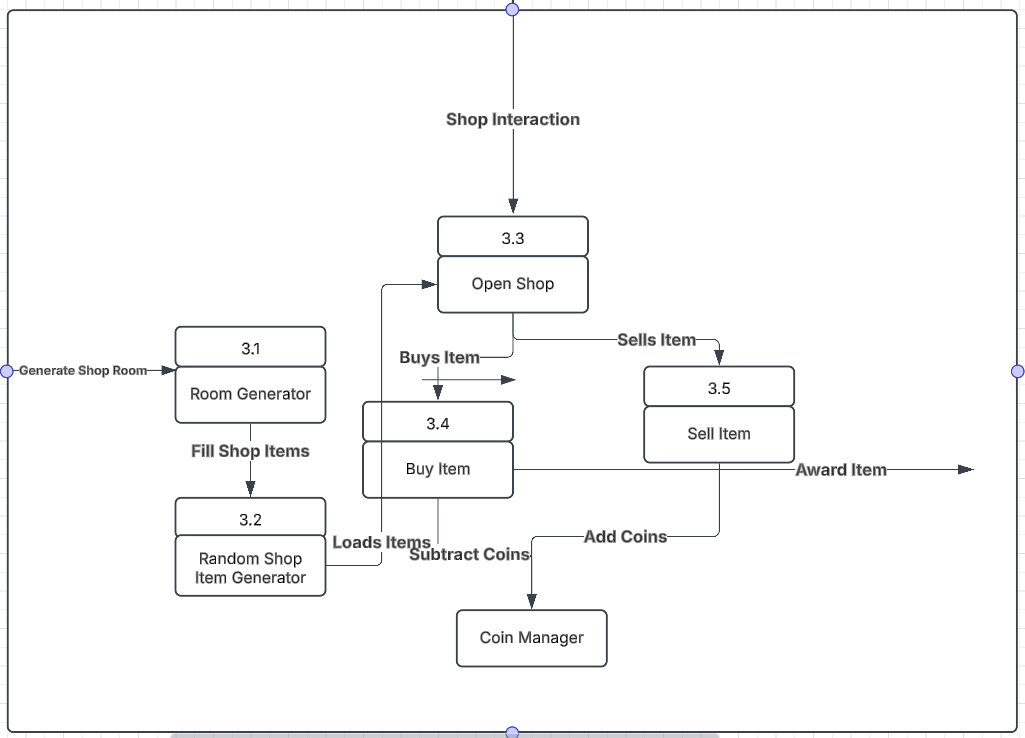 Shop Interaction
3.3
Open Shop
Sells Item
3.1
Buys Item
Generate Shop Room
3.5
Room Generator
3.4
Sell Item
Fill Shop Items
Buy Item
Award Item
3.2
Loads Items
Add Coins
Subtract Coins
Random Shop
Item Generator
Coin Manager